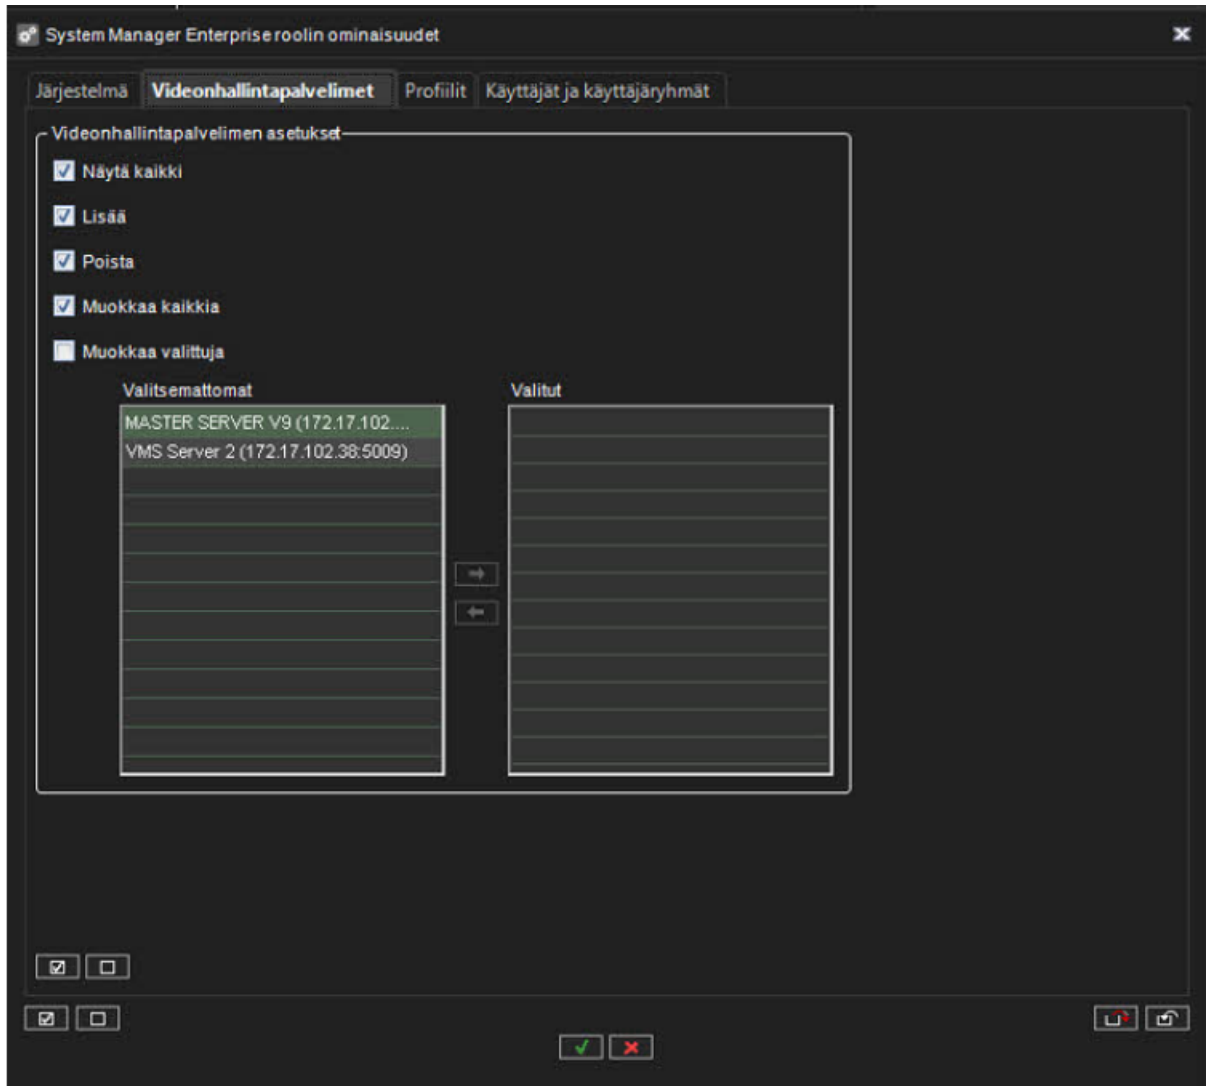 System Manager Enterprise roolin ominaisuudet
Järjestelmä Videonhallintapalvelimet Profiilit Käyttäjät ja käyttäjäryhmät
Videonhallintapalvelimen asetukset
Näytä kaikki
Lisää
Poista
Muokkaa kaikkia
Muokkaa valittuja
Valitsemattomat Valitut
MASTER SERVER V9 (172.17.102....
VMS Server 2 (172.17.102.38:5009)